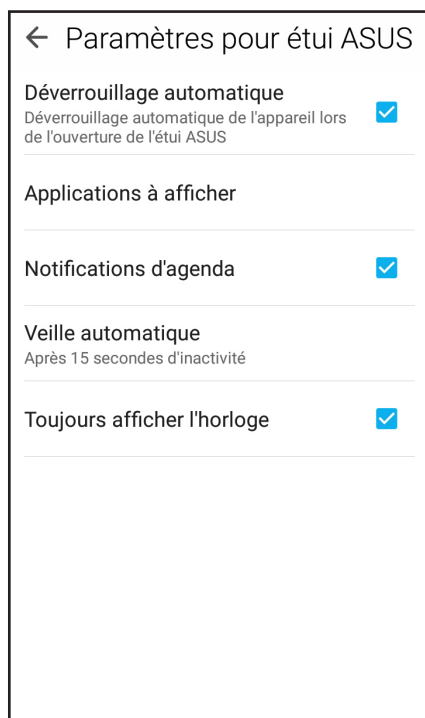 Paramètres pour étui ASUS
Déverrouillage automatique
Déverrouillage automatique de l'appareil lors
de l'ouverture de l'étui ASUS
Applications à afficher
Notifications d'agenda
Veille automatique
Après 15 secondes d'inactivité
Toujours afficher l'horloge